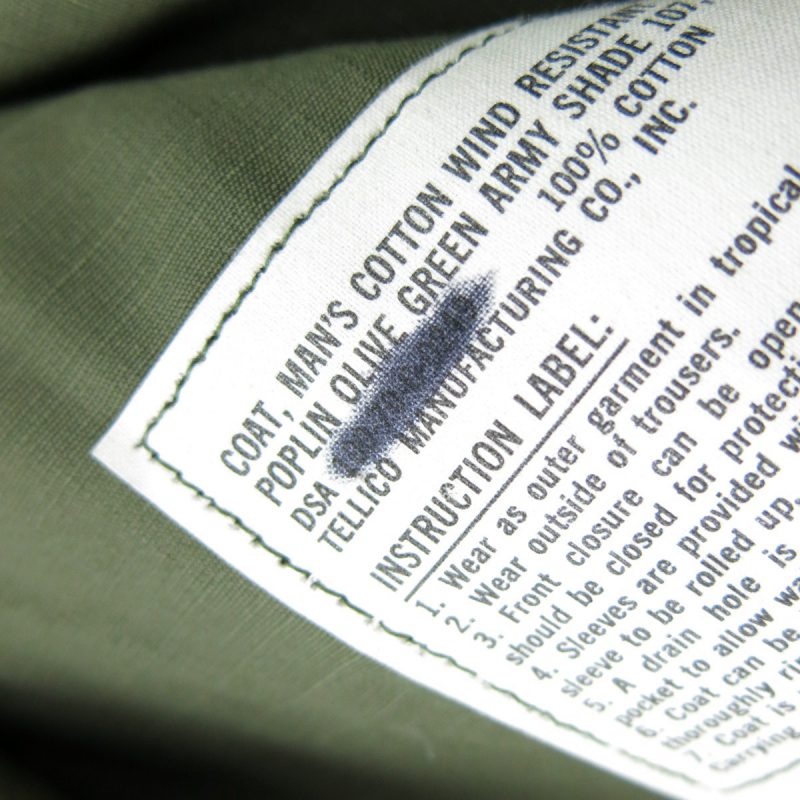 COAT, MAN'S COTTON WIND RESISTANT
POPLIN OLIVE GREEN ARMY SHADE 107,
DSA 100% COTTON
TELLICO MANUFACTURING CO., INC.
INSTRUCTION LABEL:
1. Wear as outer garment in tropical
2. Wear outside of trousers.
3. Front closure can be open
should be closed for protecti
4. Sleeves are provided wi
sleeve to be rolled up.
5. A drain hole is
pocket to allow wa
6. Coat can be
thoroughly ri
7. Coat is
carrying